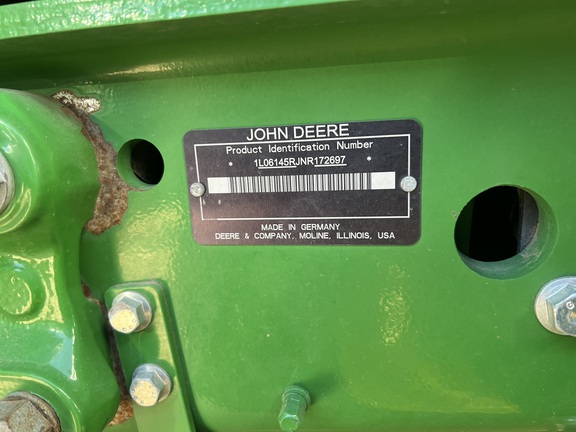 JOHN DEERE
Product Identification Number
* 1L06145RJNR172697 *
MADE IN GERMANY
DEERE & COMPANY, MOLINE, ILLINOIS, USA